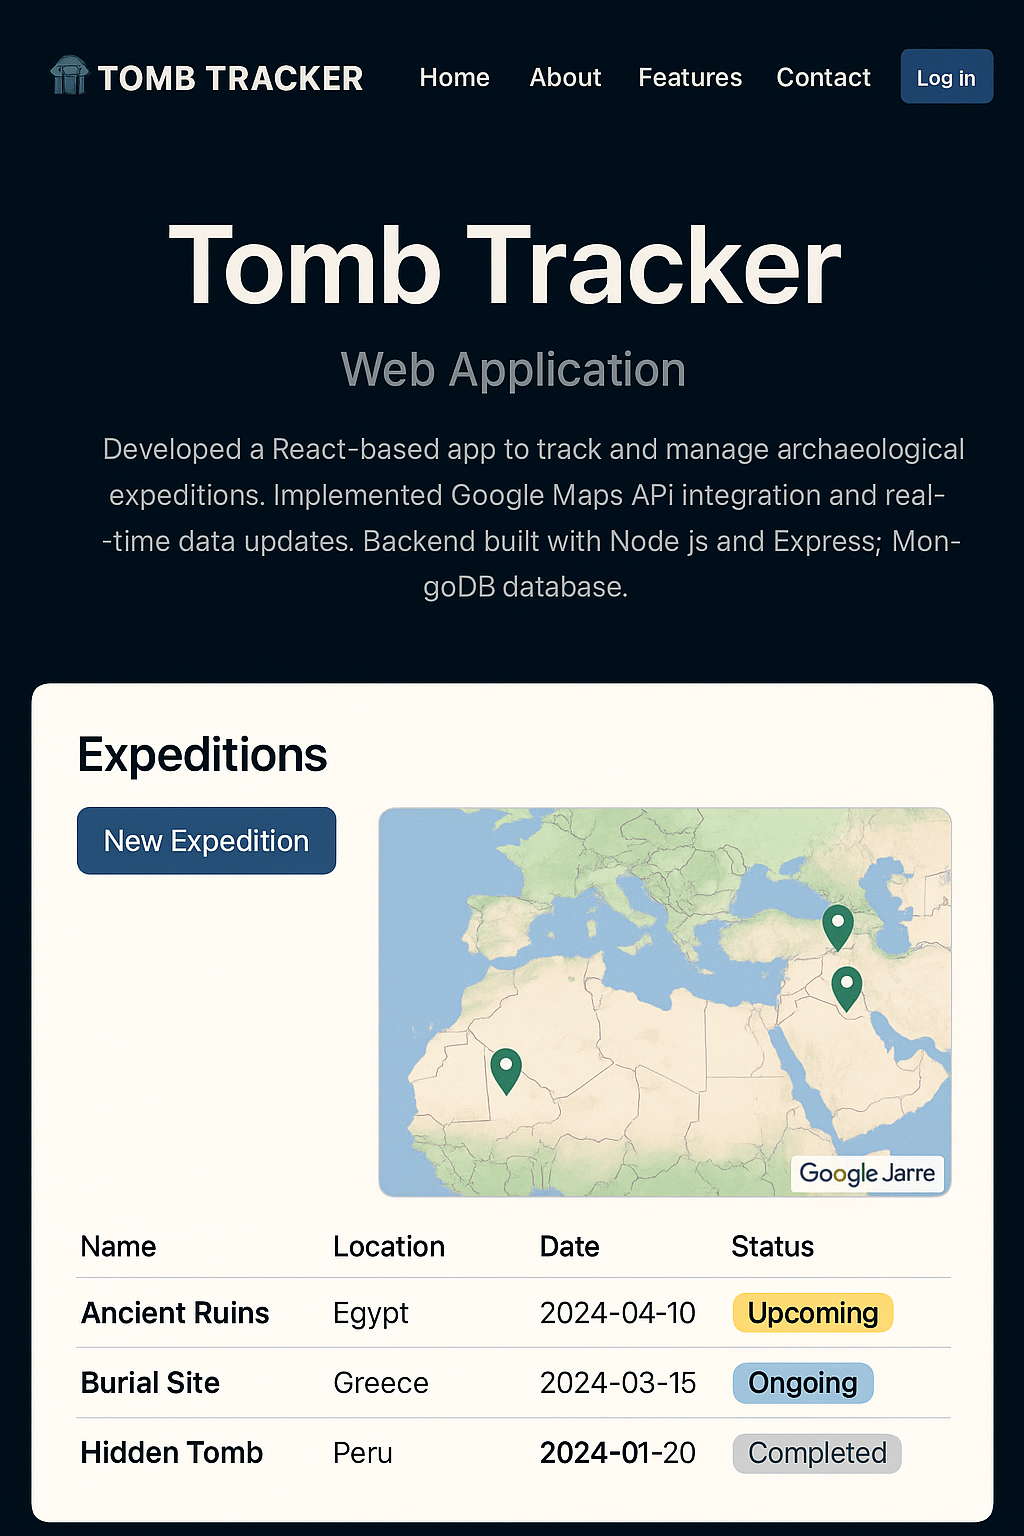 TOMB TRACKER Home About Features Contact Log in
Tomb Tracker
Web Application
Developed a React-based app to track and manage archaeological
expeditions. Implemented Google Maps APi integration and real-
-time data updates. Backend built with Node js and Express; Mon-
goDB database.
Expeditions
New Expedition
Google Jarre
Name Location Date Status
Ancient Ruins Egypt 2024-04-10 Upcoming
Burial Site Greece 2024-03-15 Ongoing
Hidden Tomb Peru 2024-01-20 Completed